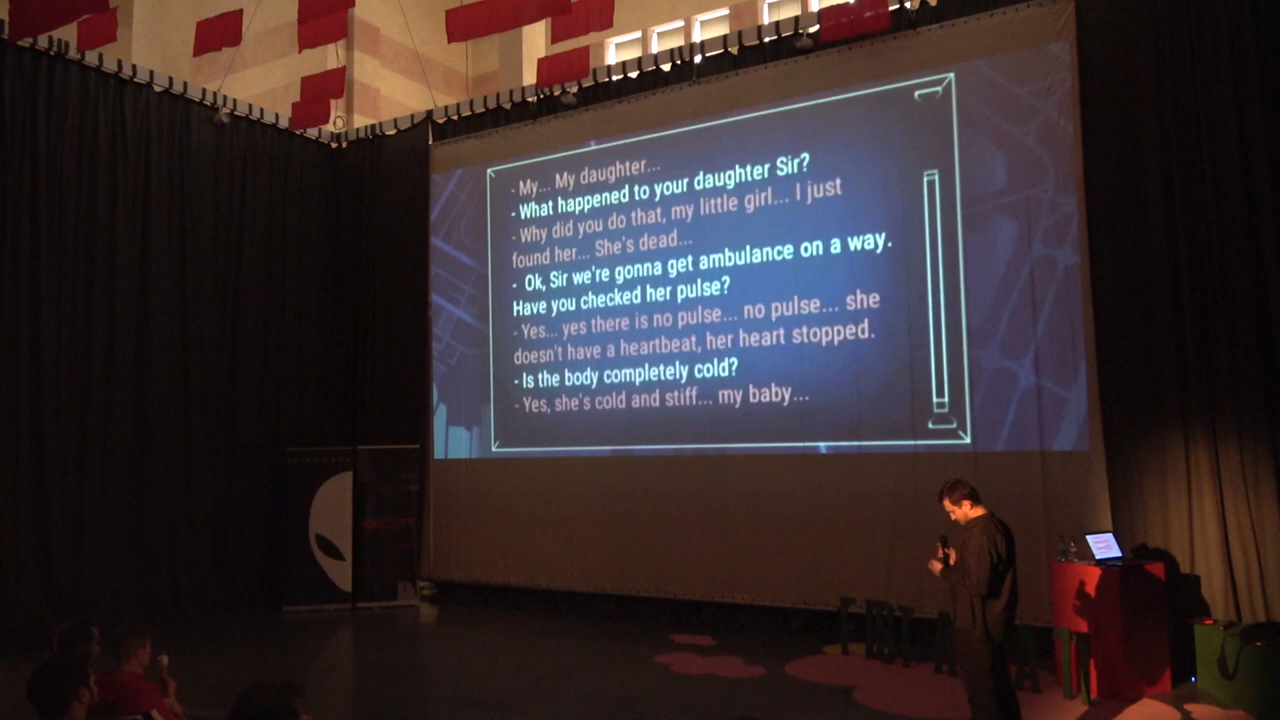 - My... My daughter...
- What happened to your daughter Sir?
- Why did you do that, my little girl... I just
found her... She's dead...
- Ok, Sir we're gonna get ambulance on a way.
Have you checked her pulse?
- Yes... yes there is no pulse... no pulse... she
doesn't have a heartbeat, her heart stopped.
- Is the body completely cold?
- Yes, she's cold and stiff... my baby...